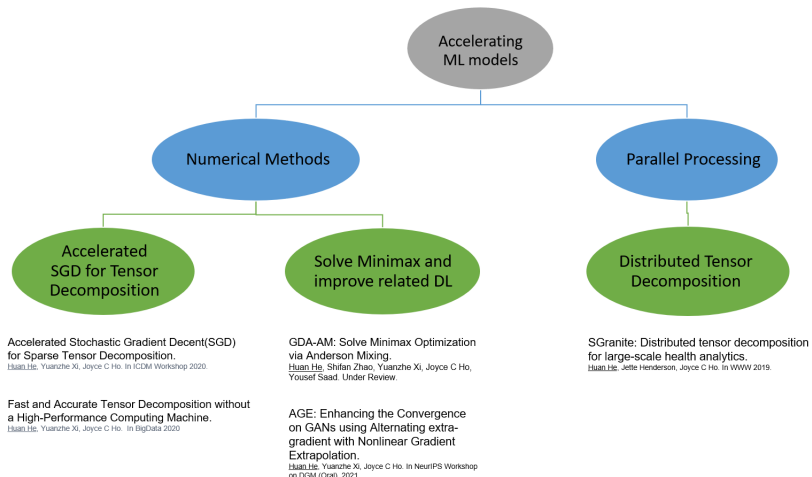 Accelerating
ML models
Numerical Methods
Parallel Processing
Accelerated
SGD for Tensor
Decomposition
Solve Minimax and
improve related DL
Distributed Tensor
Decomposition
Accelerated Stochastic Gradient Decent(SGD)
for Sparse Tensor Decomposition.
Huan He, Yuanzhe Xi, Joyce C Ho. In ICDM Workshop 2020.
Fast and Accurate Tensor Decomposition without
a High-Performance Computing Machine.
Huan He, Yuanzhe Xi, Joyce C Ho. In BigData 2020.
GDA-AM: Solve Minimax Optimization
via Anderson Mixing.
Huan He, Shifan Zhao, Yuanzhe Xi, Joyce C Ho,
Yousef Saad. Under Review.
AGE: Enhancing the Convergence
on GANs using Alternating extra-
gradient with Nonlinear Gradient
Extrapolation.
Huan He, Yuanzhe Xi, Joyce C Ho. In NeurIPS Workshop
on DGM (Oral), 2021.
SGranite: Distributed tensor decomposition
for large-scale health analytics.
Huan He, Jette Henderson, Joyce C Ho. In WWW 2019.